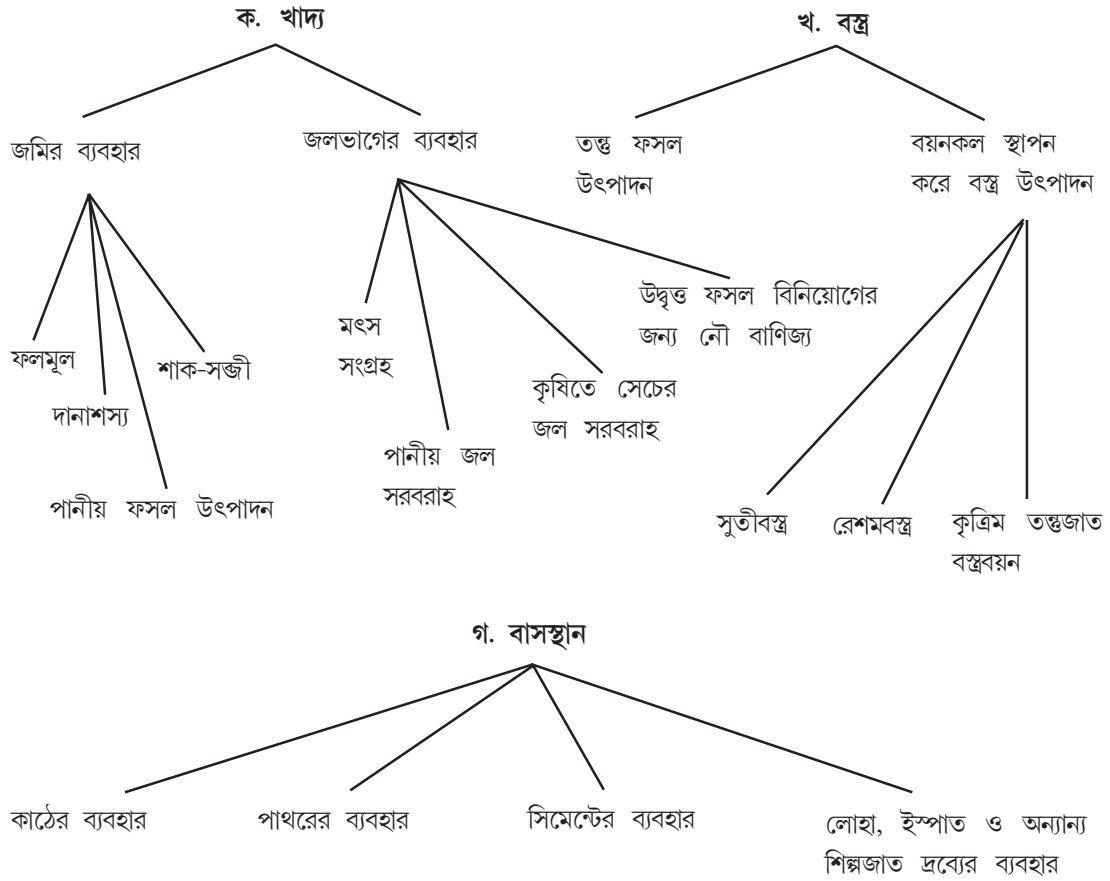 ক. খাদ্য
জমির ব্যবহার
জলভাগের ব্যবহার
ফলমূল
দানাশস্য
পানীয় ফসল উৎপাদন
শাক-সব্জী
মৎস
সংগ্রহ
পানীয় জল
সরবরাহ
কৃষিতে সেচের
জল সরবরাহ
উদ্বৃত্ত ফসল বিনিয়োগের
জন্য নৌ বাণিজ্য
খ. বস্ত্র
তন্তু ফসল
উৎপাদন
বয়নকল স্থাপন
করে বস্ত্র উৎপাদন
সুতীবস্ত্র
রেশমবস্ত্র
কৃত্রিম তন্তুজাত
বস্ত্রবয়ন
গ. বাসস্থান
কাঠের ব্যবহার
পাথরের ব্যবহার
সিমেন্টের ব্যবহার
লোহা, ইস্পাত ও অন্যান্য
শিল্পজাত দ্রব্যের ব্যবহার